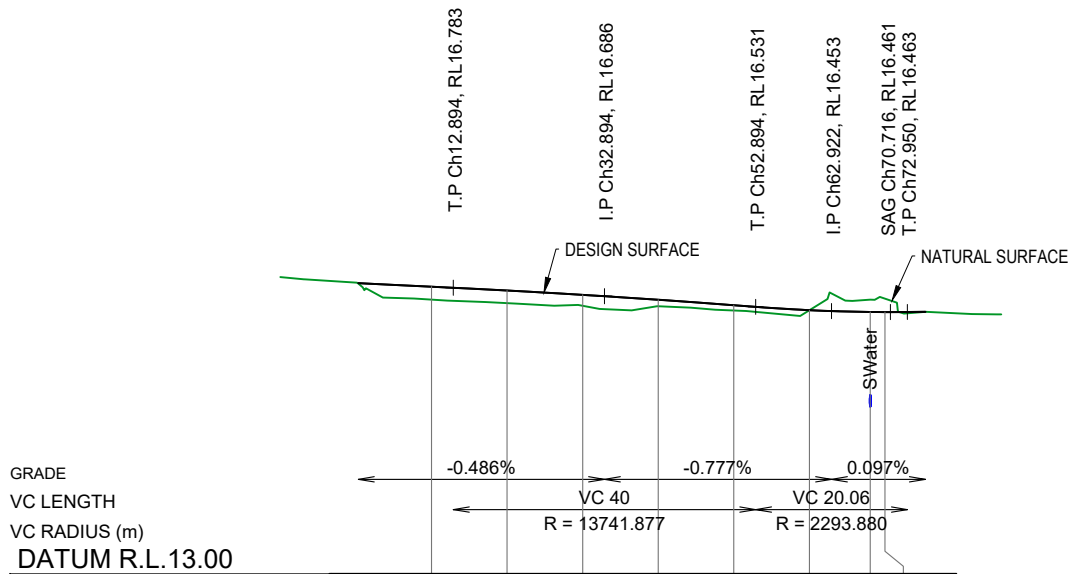 T.P Ch12.894, RL16.783
I.P Ch32.894, RL16.686
T.P Ch52.894, RL16.531
I.P Ch62.922, RL16.453
SAG Ch70.716, RL16.461
T.P Ch72.950, RL16.463
DESIGN SURFACE
NATURAL SURFACE
SWater
GRADE
-0.486%
-0.777%
0.097%
VC LENGTH
VC 40
VC 20.06
VC RADIUS (m)
R = 13741.877
R = 2293.880
DATUM R.L.13.00